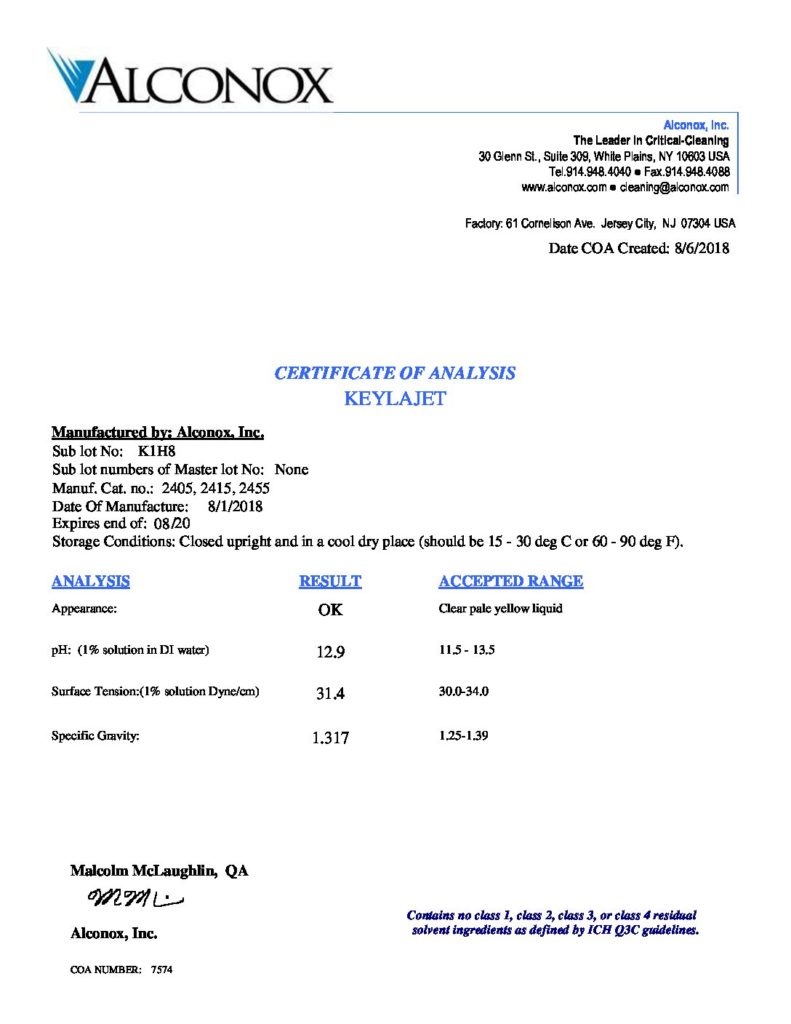 ALCONOX
Alconox, Inc.
The Leader in Critical-Cleaning
30 Glenn St., Suite 309, White Plains, NY 10603 USA
Tel.914.948.4040 ● Fax.914.948.4088
www.alconox.com ● cleaning@alconox.com
Factory: 61 Cornelison Ave. Jersey City, NJ 07304 USA
Date COA Created: 8/6/2018
CERTIFICATE OF ANALYSIS
KEYLAJET
Manufactured by: Alconox, Inc.
Sub lot No: K1H8
Sub lot numbers of Master lot No: None
Manuf. Cat. no.: 2405, 2415, 2455
Date Of Manufacture: 8/1/2018
Expires end of: 08/20
Storage Conditions: Closed upright and in a cool dry place (should be 15 - 30 deg C or 60 - 90 deg F).
ANALYSIS RESULT ACCEPTED RANGE
Appearance: OK Clear pale yellow liquid
pH: (1% solution in DI water) 12.9 11.5 - 13.5
Surface Tension:(1% solution Dyne/cm) 31.4 30.0-34.0
Specific Gravity: 1.317 1.25-1.39
Malcolm McLaughlin, QA
Alconox, Inc.
COA NUMBER: 7574
Contains no class 1, class 2, class 3, or class 4 residual
solvent ingredients as defined by ICH Q3C guidelines.